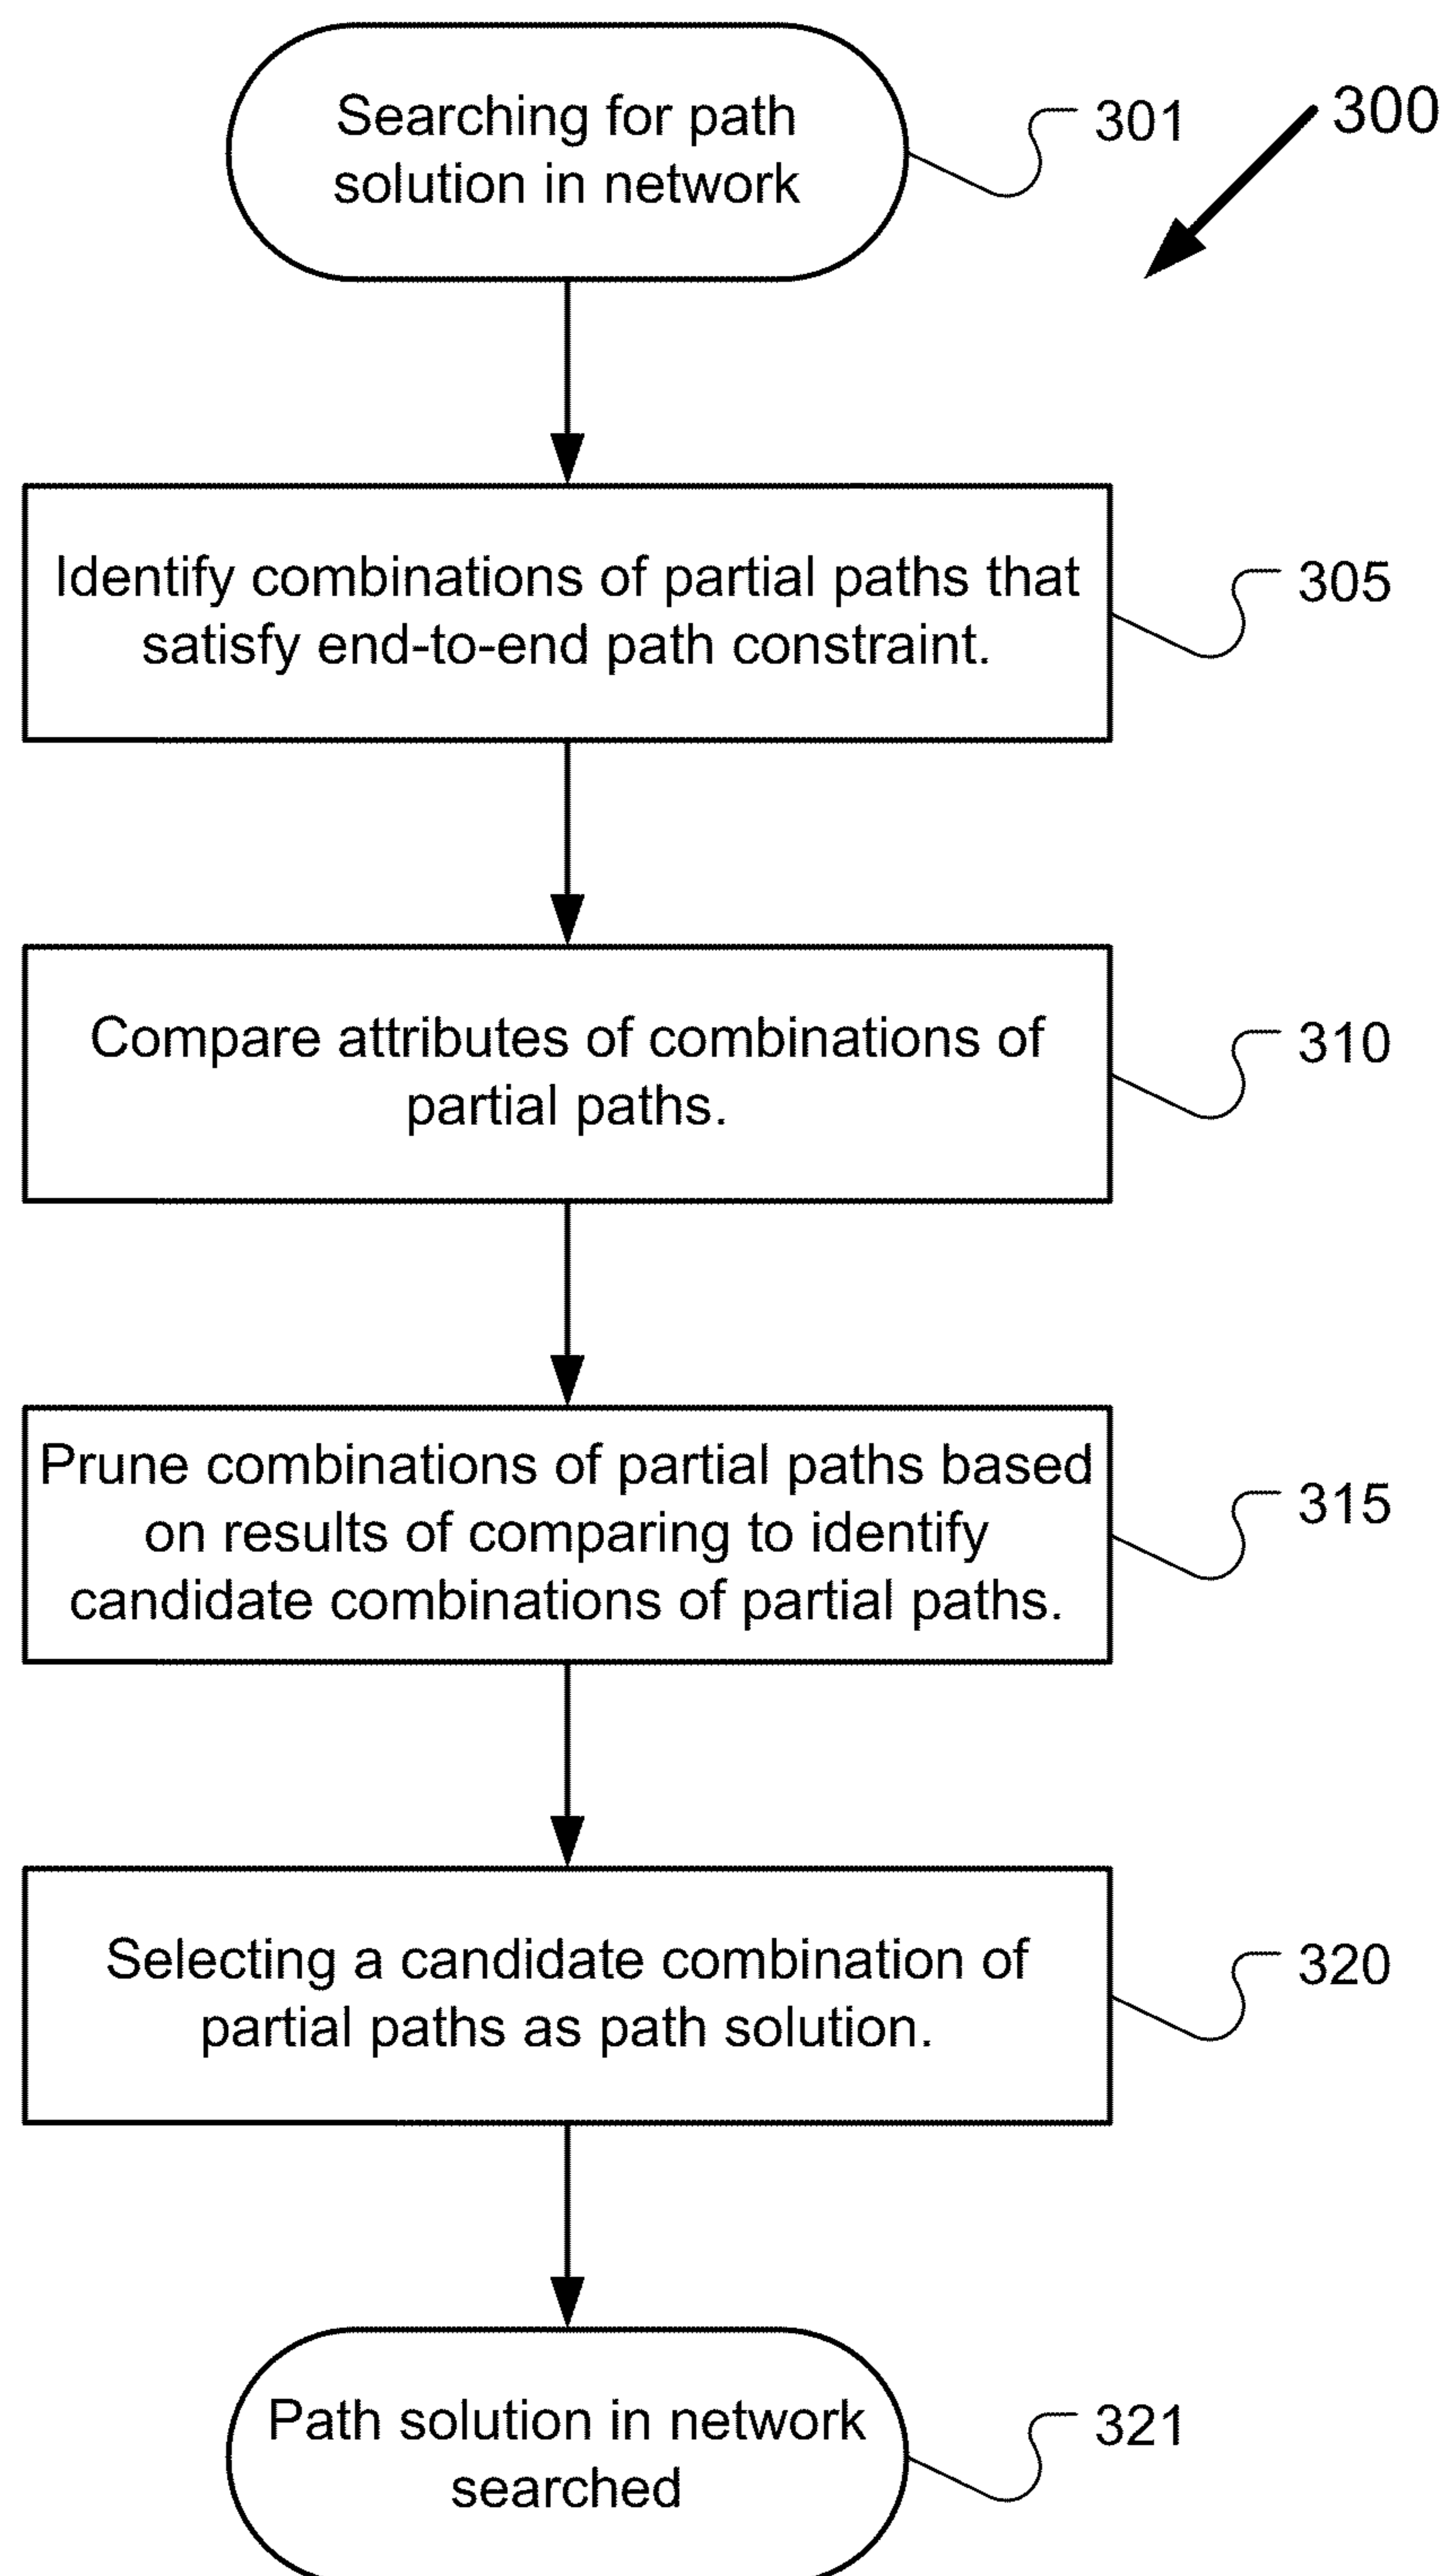 Searching for path
solution in network
301
300
Identify combinations of partial paths that
satisfy end-to-end path constraint.
305
Compare attributes of combinations of
partial paths.
310
Prune combinations of partial paths based
on results of comparing to identify
candidate combinations of partial paths.
315
Selecting a candidate combination of
partial paths as path solution.
320
Path solution in network
searched
321